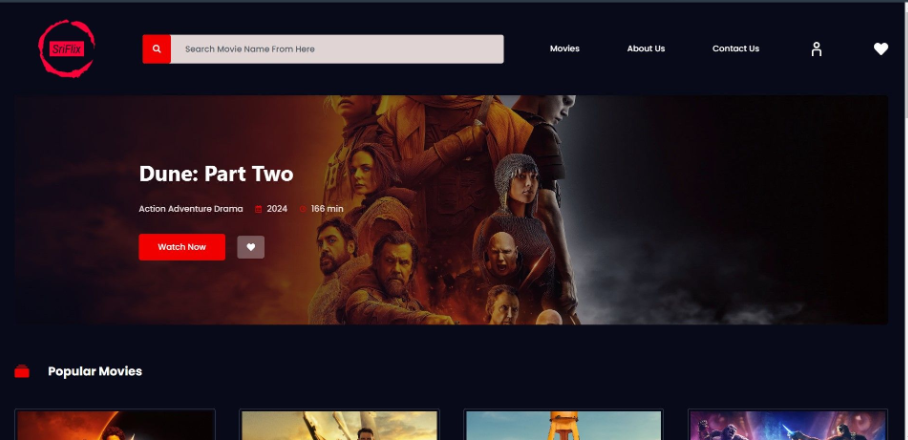 SriFlix
Search Movie Name From Here
Movies
About Us
Contact Us
Dune: Part Two
Action Adventure Drama 2024 166 min
Watch Now
Popular Movies